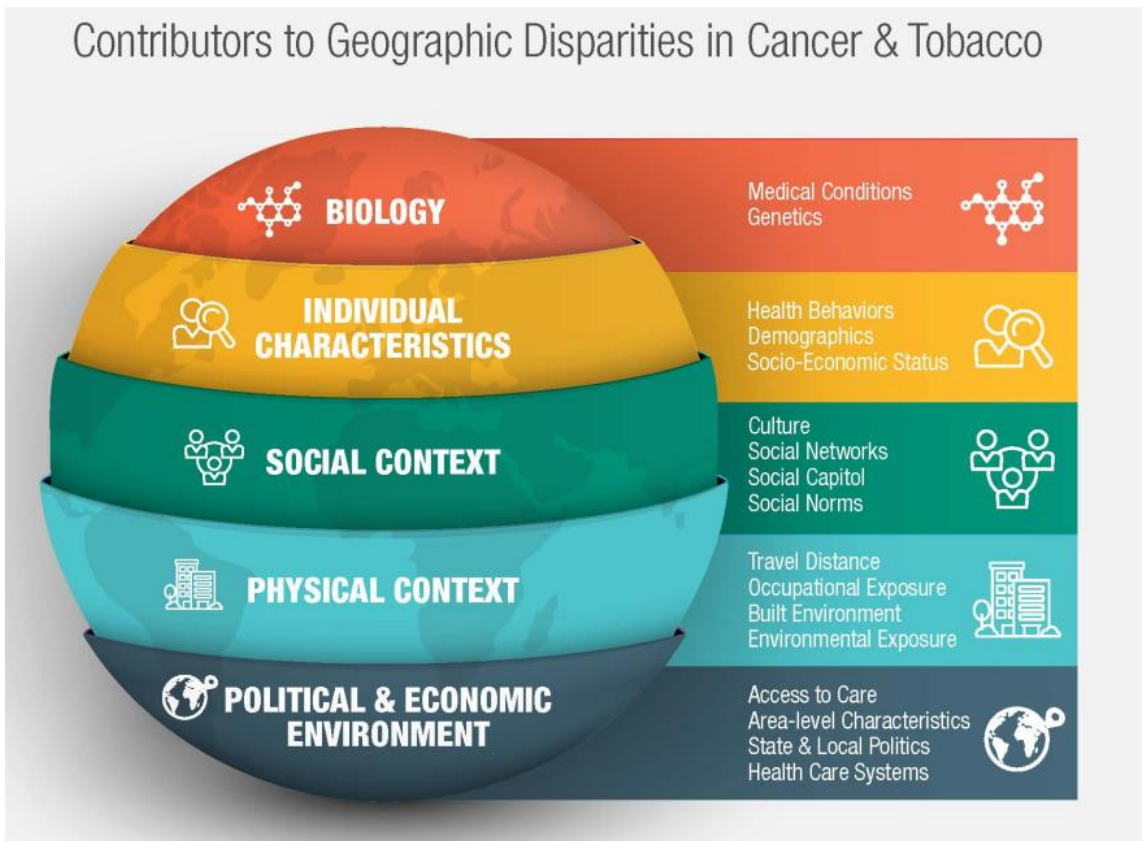 Contributors to Geographic Disparities in Cancer & Tobacco
BIOLOGY
Medical Conditions
Genetics
INDIVIDUAL
CHARACTERISTICS
Health Behaviors
Demographics
Socio-Economic Status
SOCIAL CONTEXT
Culture
Social Networks
Social Capitol
Social Norms
PHYSICAL CONTEXT
Travel Distance
Occupational Exposure
Built Environment
Environmental Exposure
POLITICAL & ECONOMIC
ENVIRONMENT
Access to Care
Area-level Characteristics
State & Local Politics
Health Care Systems